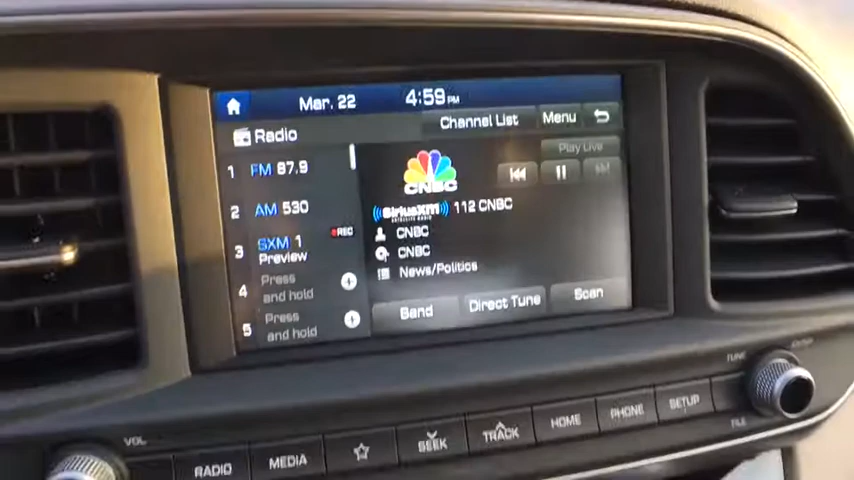 Mar. 22
4:59 PM
Radio
Channel List
Menu
Play Live
1 FM 87.9
2 AM 530
3 SXM 1
Preview
REC
4 Press
and hold
5 Press
and hold
CNBC
SiriusXM
SATELLITE RADIO
112 CNBC
CNBC
CNBC
News/Politics
Band
Direct Tune
Scan
VOL
RADIO
MEDIA
SEEK
TRACK
HOME
PHONE
SETUP
TUNE
FILE